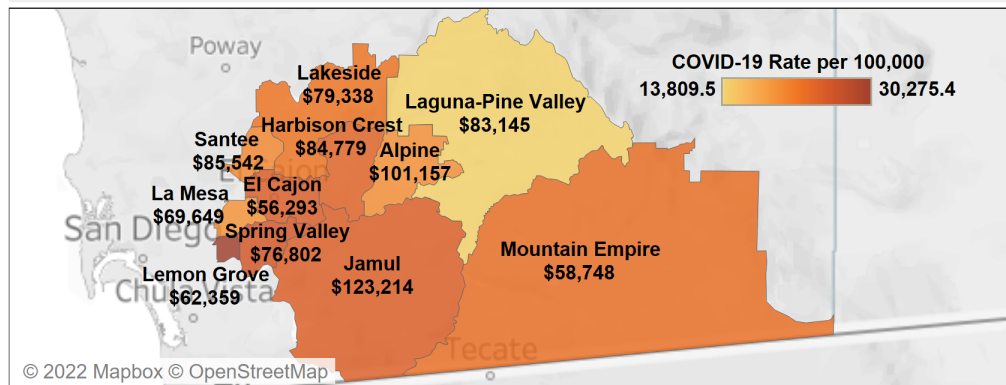 Poway
COVID-19 Rate per 100,000
13,809.5
30,275.4
Lakeside
$79,338
Laguna-Pine Valley
$83,145
Harbison Crest
$84,779
Santee
$85,542
Alpine
$101,157
El Cajon
$56,293
La Mesa
$69,649
San Diego
Spring Valley
$76,802
Mountain Empire
$58,748
Jamul
$123,214
Lemon Grove
$62,359
Chula Vista
Tecate
© 2022 Mapbox © OpenStreetMap